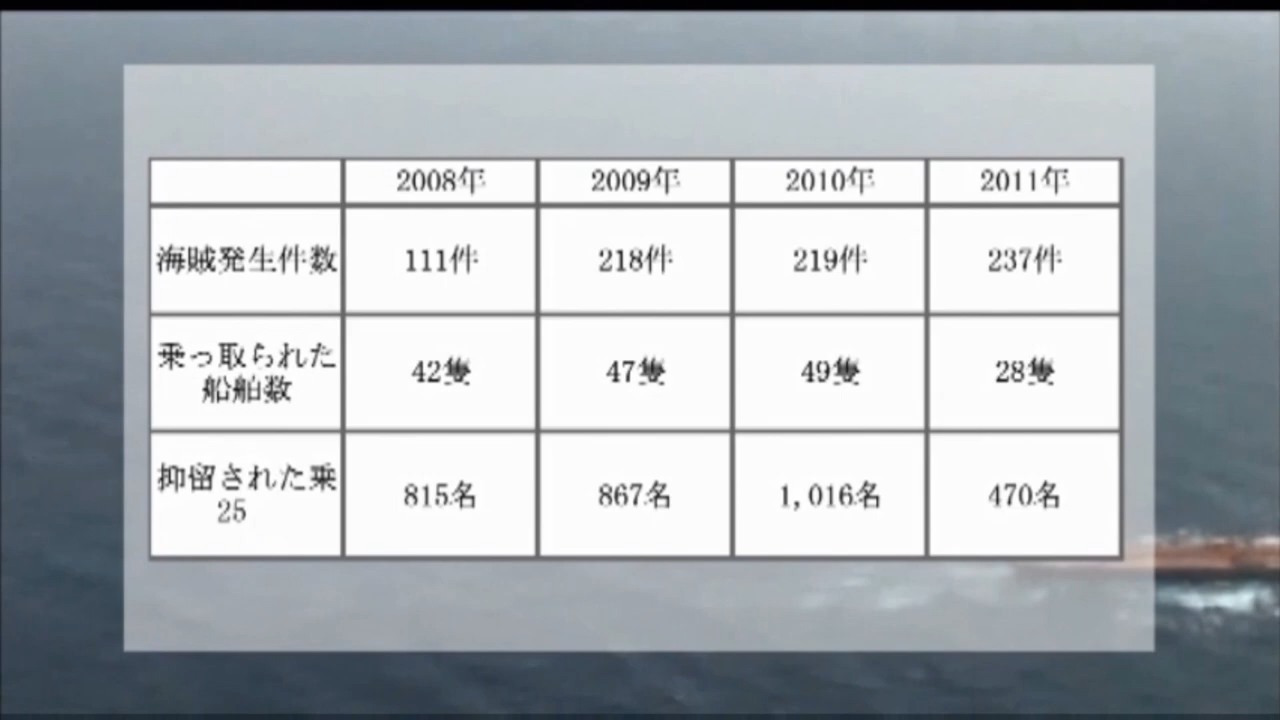 2008年 2009年 2010年 2011年
海賊発生件数 111件 218件 219件 237件
乗っ取られた
船舶数 42隻 47隻 49隻 28隻
抑留された乗
25 815名 867名 1,016名 470名